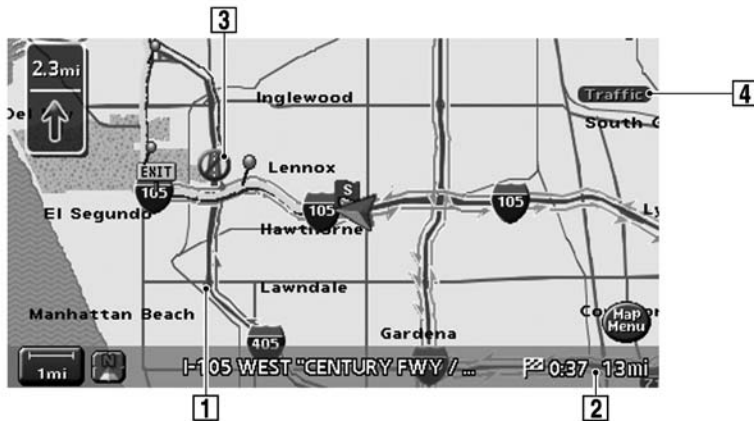 3
2.3mi
Inglewood
Traffic
4
Del
South G
EXIT
105
Lennox
S
105
105
El Segundo
Hawthorne
Ly
Lawndale
Manhattan Beach
Co
Map
Menu
405
Gardena
1mi
N
I-105 WEST "CENTURY FWY / ...
0:37 13mi
1
2